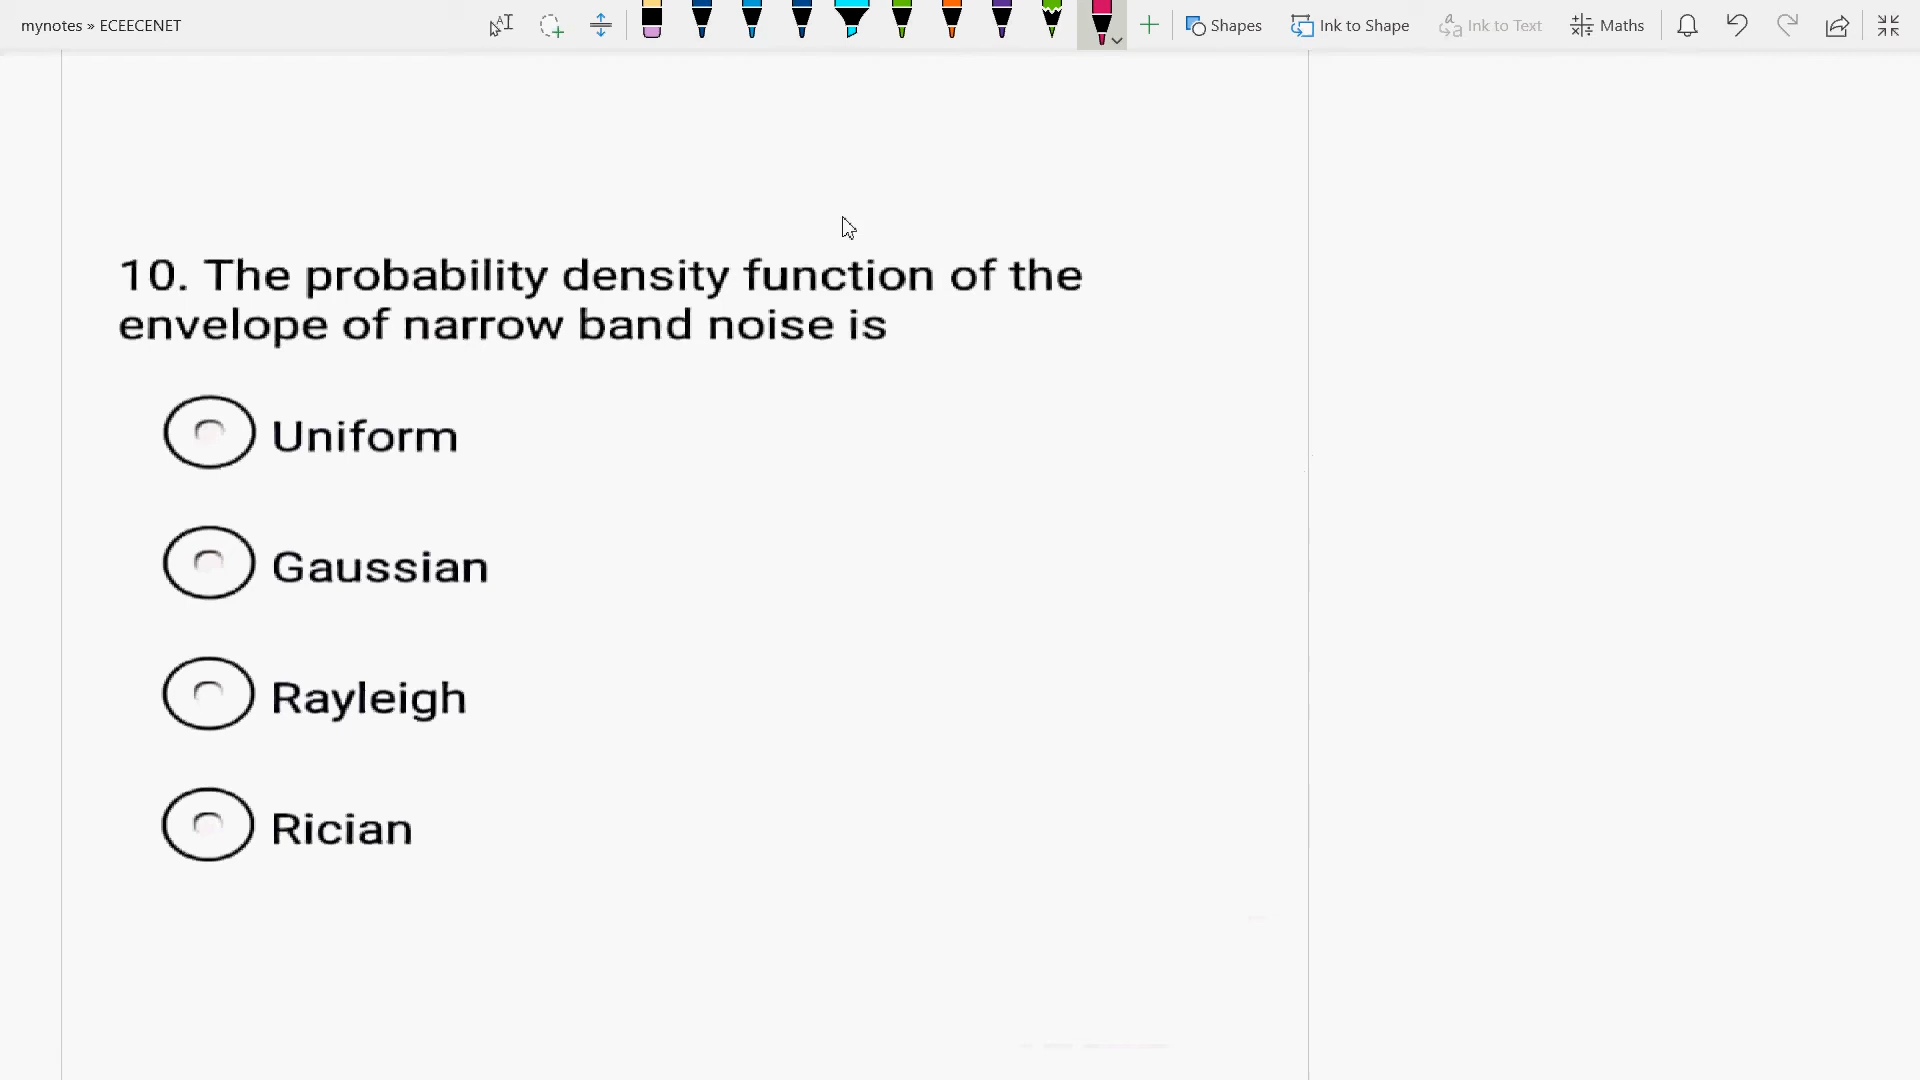 mynotes » ECEECENET
Shapes
Ink to Shape
Ink to Text
Maths
10. The probability density function of the
envelope of narrow band noise is
Uniform
Gaussian
Rayleigh
Rician